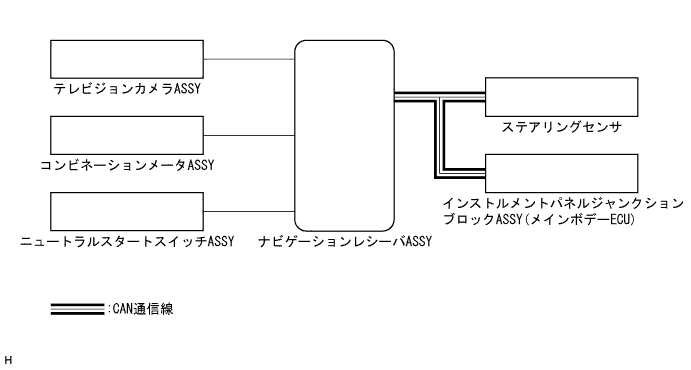 テレビジョンカメラASSY
ステアリングセンサ
コンビネーションメータASSY
インストルメントパネルジャンクション
ブロックASSY(メインボデーECU)
ニュートラルスタートスイッチASSY
ナビゲーションレシーバASSY
:CAN通信線
H